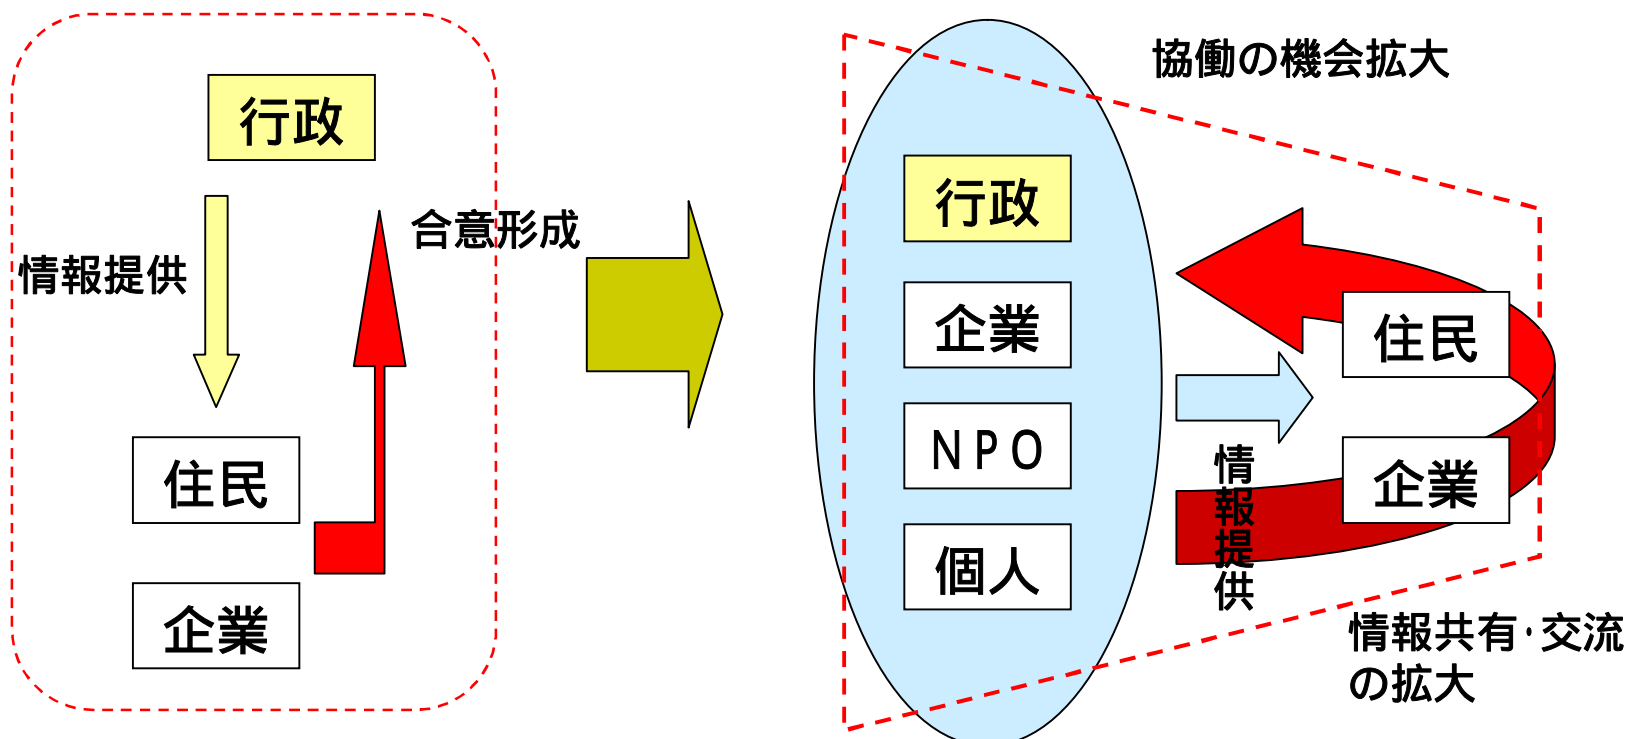 行政
合意形成
情報提供
住民
企業
協働の機会拡大
行政
企業
ＮＰＯ
個人
住民
企業
情報提供
情報共有・交流
の拡大